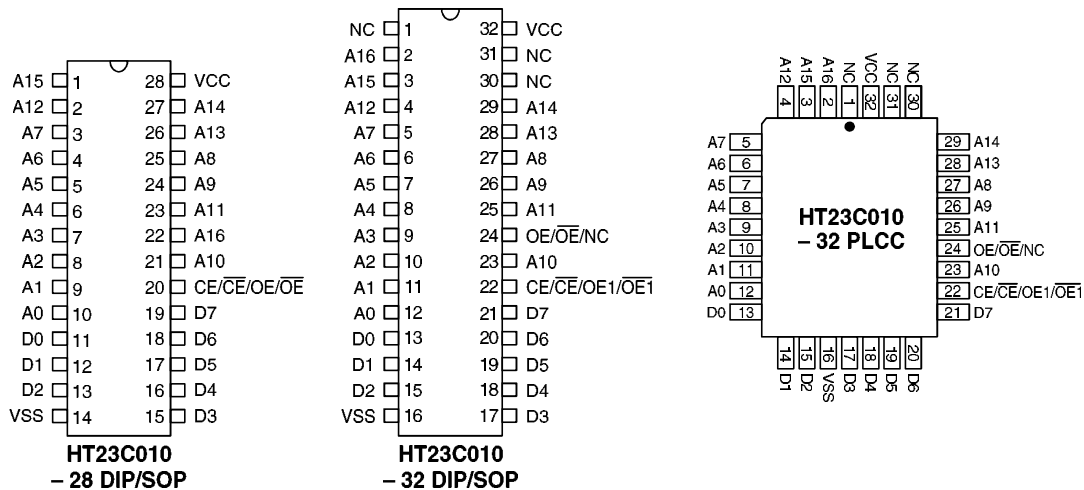 A15 1 28 VCC
A12 2 27 A14
A7 3 26 A13
A6 4 25 A8
A5 5 24 A9
A4 6 23 A11
A3 7 22 A16
A2 8 21 A10
A1 9 20 CE/C̅E̅/OE/O̅E̅
A0 10 19 D7
D0 11 18 D6
D1 12 17 D5
D2 13 16 D4
VSS 14 15 D3
HT23C010
– 28 DIP/SOP
NC 1 32 VCC
A16 2 31 NC
A15 3 30 NC
A12 4 29 A14
A7 5 28 A13
A6 6 27 A8
A5 7 26 A9
A4 8 25 A11
A3 9 24 OE/O̅E̅/NC
A2 10 23 A10
A1 11 22 CE/C̅E̅/OE1/O̅E̅1̅
A0 12 21 D7
D0 13 20 D6
D1 14 19 D5
D2 15 18 D4
VSS 16 17 D3
HT23C010
– 32 DIP/SOP
A12 A15 A16 NC VCC NC NC
4 3 2 1 32 31 30
A7 5 29 A14
A6 6 28 A13
A5 7 27 A8
A4 8 26 A9
A3 9 25 A11
A2 10 24 OE/O̅E̅/NC
A1 11 23 A10
A0 12 22 CE/C̅E̅/OE1/O̅E̅1̅
D0 13 21 D7
HT23C010
– 32 PLCC
14 15 16 17 18 19 20
D1 D2 VSS D3 D4 D5 D6